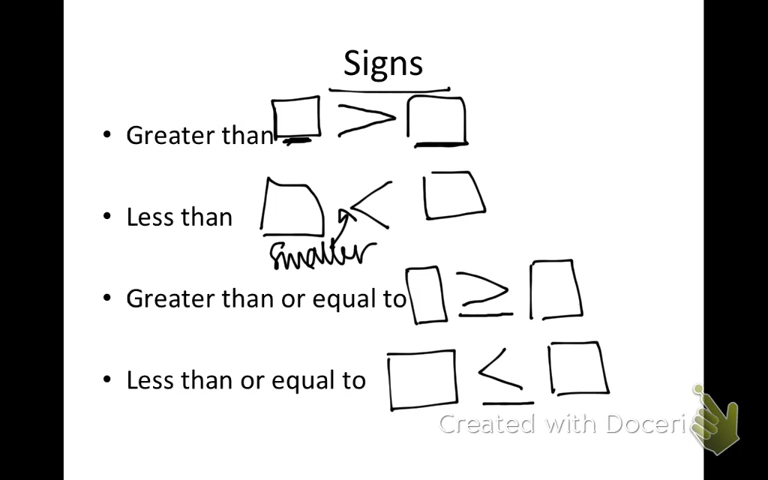 Signs
Greater than >
Less than <
smaller
Greater than or equal to ≥
Less than or equal to ≤
Created with Doceri